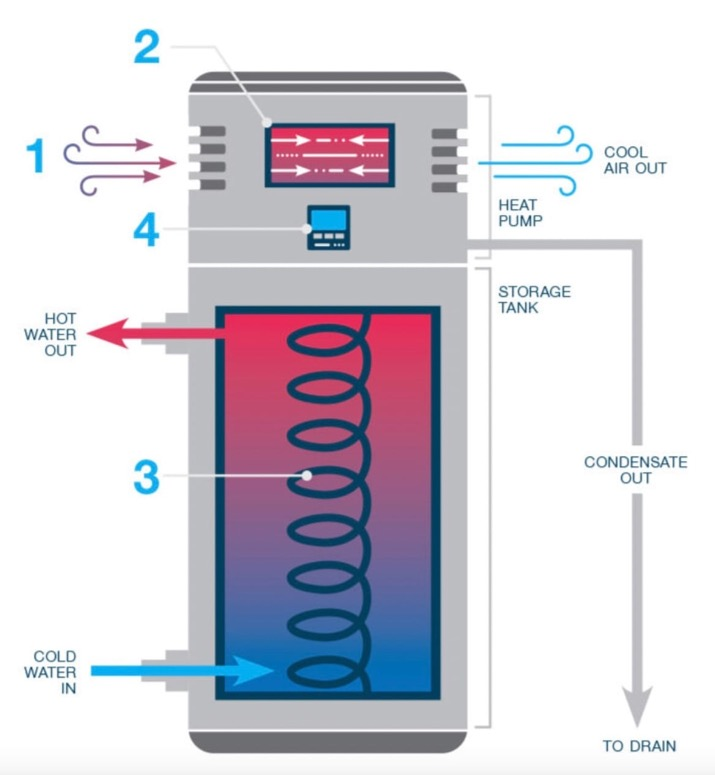 2
1
COOL
AIR OUT
HEAT
PUMP
4
STORAGE
TANK
HOT
WATER
OUT
CONDENSATE
OUT
3
COLD
WATER
IN
TO DRAIN